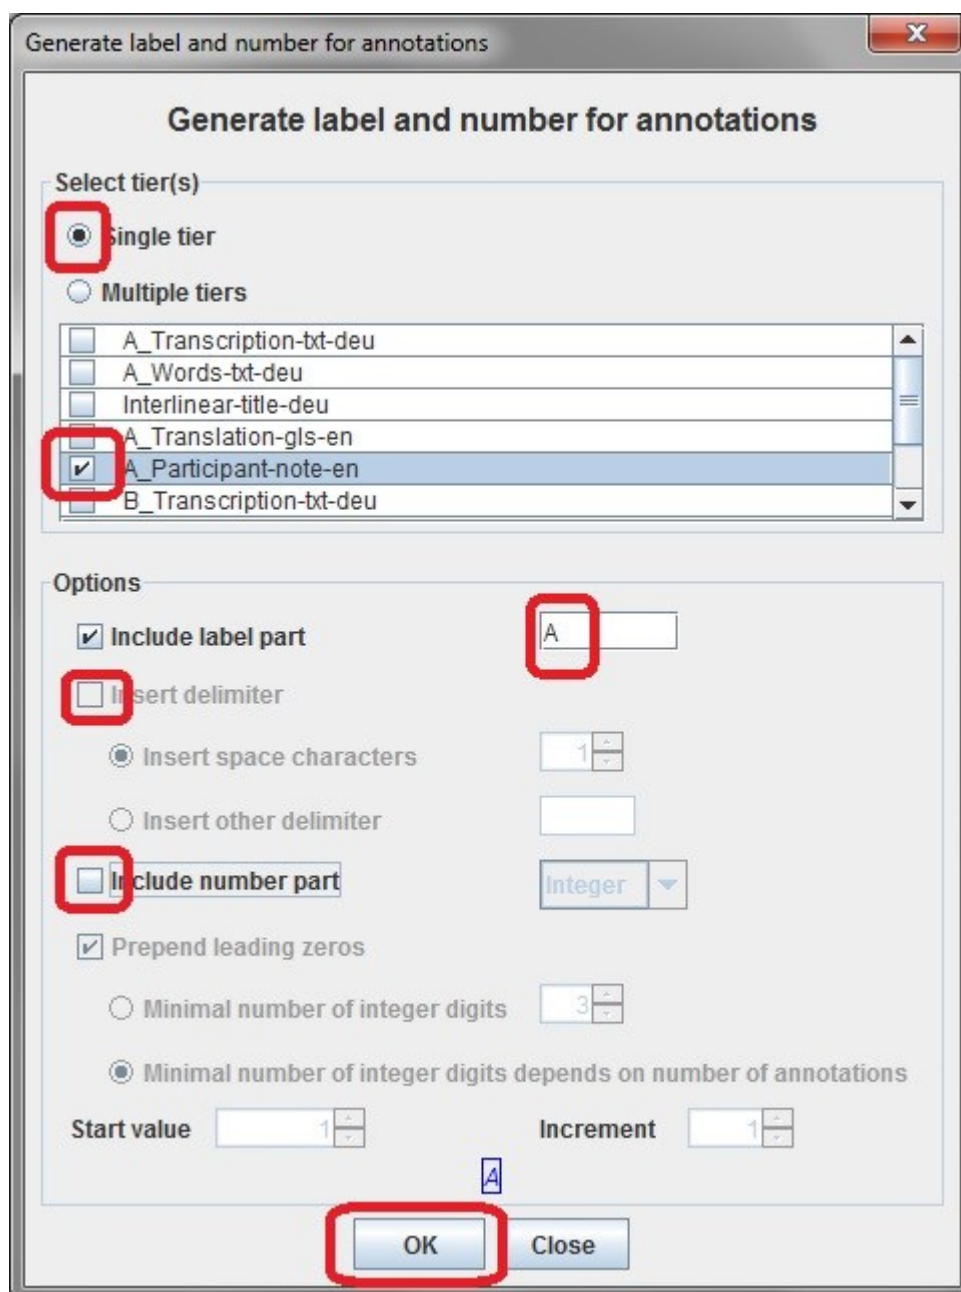 Generate label and number for annotations
Generate label and number for annotations
Select tier(s)
Single tier
Multiple tiers
A_Transcription-txt-deu
A_Words-txt-deu
Interlinear-title-deu
A_Translation-gls-en
A_Participant-note-en
B_Transcription-txt-deu
Options
Include label part A
Insert delimiter
Insert space characters 1
Insert other delimiter
Include number part Integer
Prepend leading zeros
Minimal number of integer digits 3
Minimal number of integer digits depends on number of annotations
Start value 1 Increment 1
A
OK Close